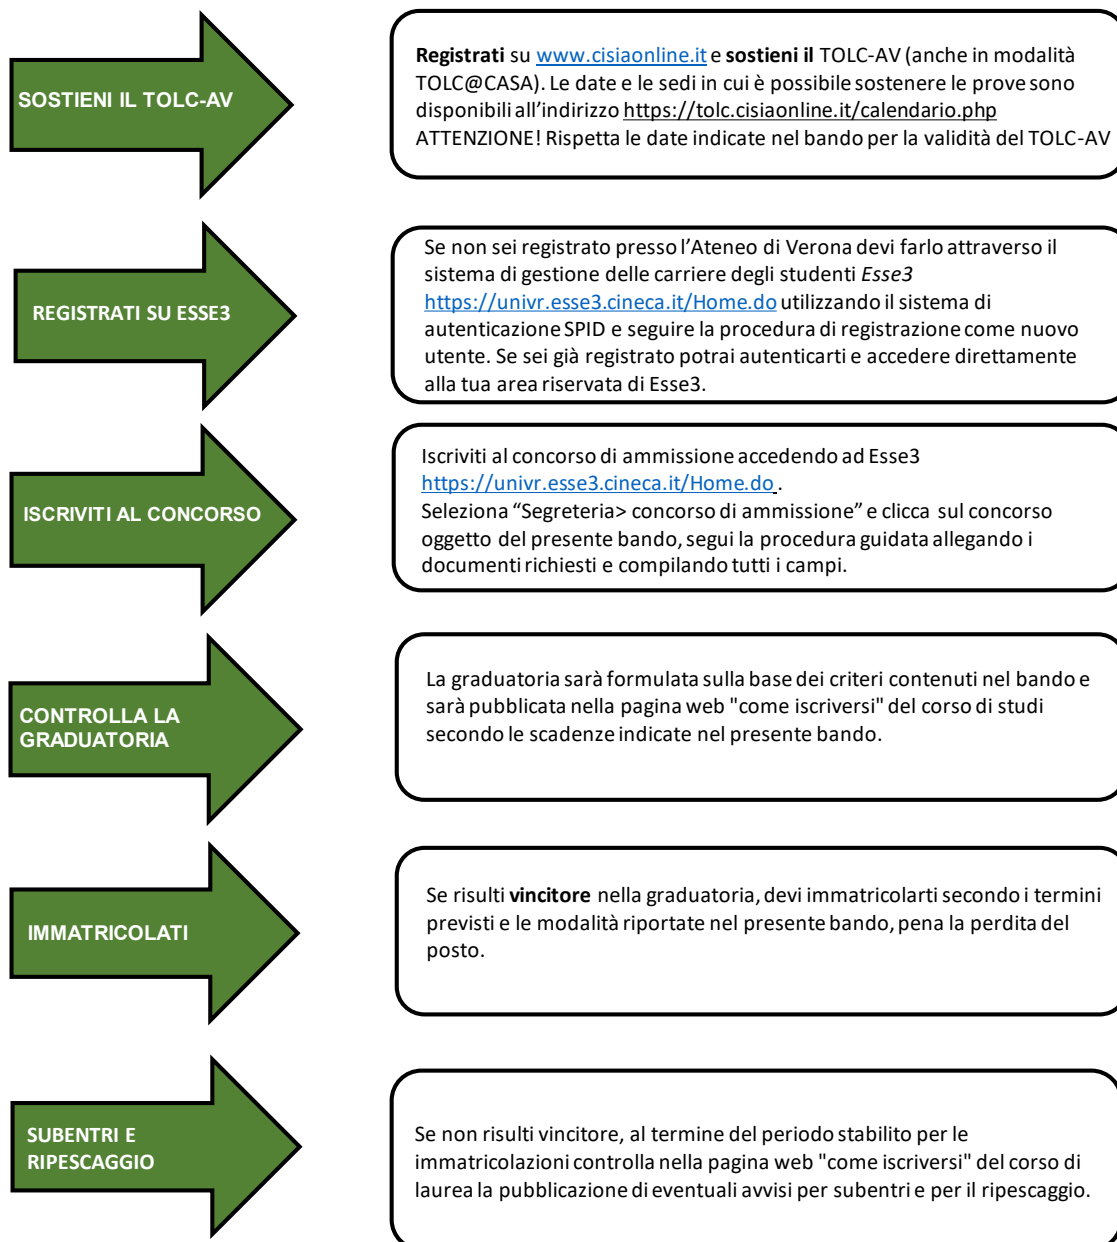 SOSTIENI IL TOLC-AV
Registrati su www.cisiaonline.it e sostieni il TOLC-AV (anche in modalità
TOLC@CASA). Le date e le sedi in cui è possibile sostenere le prove sono
disponibili all'indirizzo https://tolc.cisiaonline.it/calendario.php
ATTENZIONE! Rispetta le date indicate nel bando per la validità del TOLC-AV
REGISTRATI SU ESSE3
Se non sei registrato presso l'Ateneo di Verona devi farlo attraverso il
sistema di gestione delle carriere degli studenti Esse3
https://univr.esse3.cineca.it/Home.do utilizzando il sistema di
autenticazione SPID e seguire la procedura di registrazione come nuovo
utente. Se sei già registrato potrai autenticarti e accedere direttamente
alla tua area riservata di Esse3.
ISCRIVITI AL CONCORSO
Iscriviti al concorso di ammissione accedendo ad Esse3
https://univr.esse3.cineca.it/Home.do .
Seleziona “Segreteria> concorso di ammissione” e clicca sul concorso
oggetto del presente bando, segui la procedura guidata allegando i
documenti richiesti e compilando tutti i campi.
CONTROLLA LA
GRADUATORIA
La graduatoria sarà formulata sulla base dei criteri contenuti nel bando e
sarà pubblicata nella pagina web "come iscriversi" del corso di studi
secondo le scadenze indicate nel presente bando.
IMMATRICOLATI
Se risulti vincitore nella graduatoria, devi immatricolarti secondo i termini
previsti e le modalità riportate nel presente bando, pena la perdita del
posto.
SUBENTRI E
RIPESCAGGIO
Se non risulti vincitore, al termine del periodo stabilito per le
immatricolazioni controlla nella pagina web "come iscriversi" del corso di
laurea la pubblicazione di eventuali avvisi per subentri e per il ripescaggio.